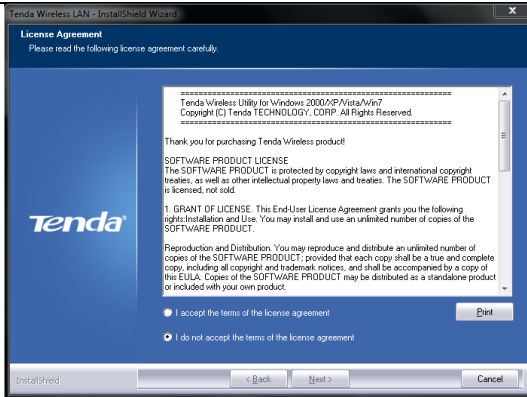 Tenda Wireless LAN - InstallShield Wizard
License Agreement
Please read the following license agreement carefully.
================================================================
Tenda Wireless Utility for Windows 2000/XP/Vista/Win7
Copyright (C) Tenda TECHNOLOGY, CORP. All Rights Reserved.
================================================================
Thank you for purchasing Tenda Wireless product!
SOFTWARE PRODUCT LICENSE
The SOFTWARE PRODUCT is protected by copyright laws and international copyright
treaties, as well as other intellectual property laws and treaties. The SOFTWARE PRODUCT
is licensed, not sold.
1. GRANT OF LICENSE. This End-User License Agreement grants you the following
rights:Installation and Use. You may install and use an unlimited number of copies of the
SOFTWARE PRODUCT.
Reproduction and Distribution. You may reproduce and distribute an unlimited number of
copies of the SOFTWARE PRODUCT; provided that each copy shall be a true and complete
copy, including all copyright and trademark notices, and shall be accompanied by a copy of
this EULA. Copies of the SOFTWARE PRODUCT may be distributed as a standalone product
or included with your own product.
Tenda®
I accept the terms of the license agreement
Print
I do not accept the terms of the license agreement
InstallShield
< Back
Next >
Cancel